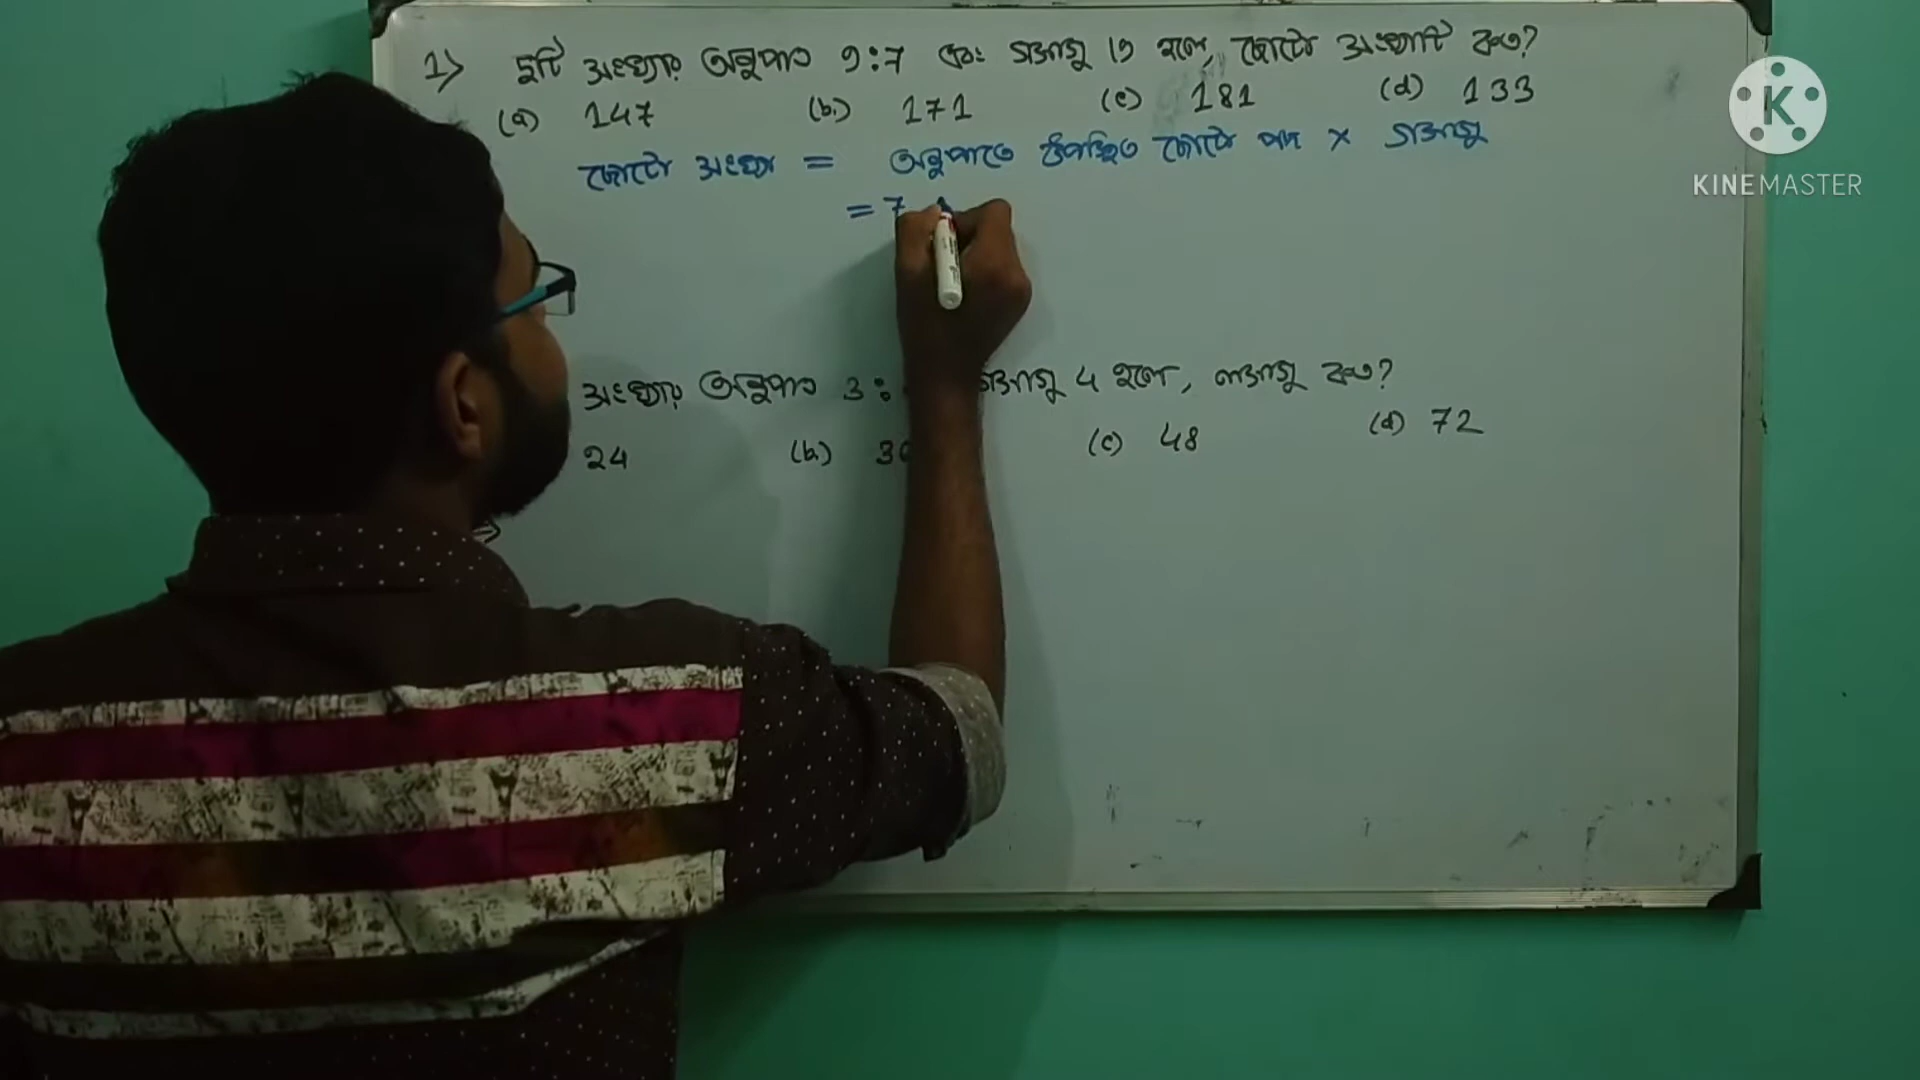 1> দুটি সংখ্যার অনুপাত 9:7 এবং গসাগু 19 হলে, ছোটো সংখ্যাটি কত?
(a) 147 (b.) 171 (c) 181 (d) 133
ছোটো সংখ্যা = অনুপাতে উপস্থিত ছোটো পদ × গসাগু
= 7
সংখ্যার অনুপাত 3: গসাগু 4 হলে, লসাগু কত?
24 (b.) 3 (c) 48 (d) 72
K
KINEMASTER